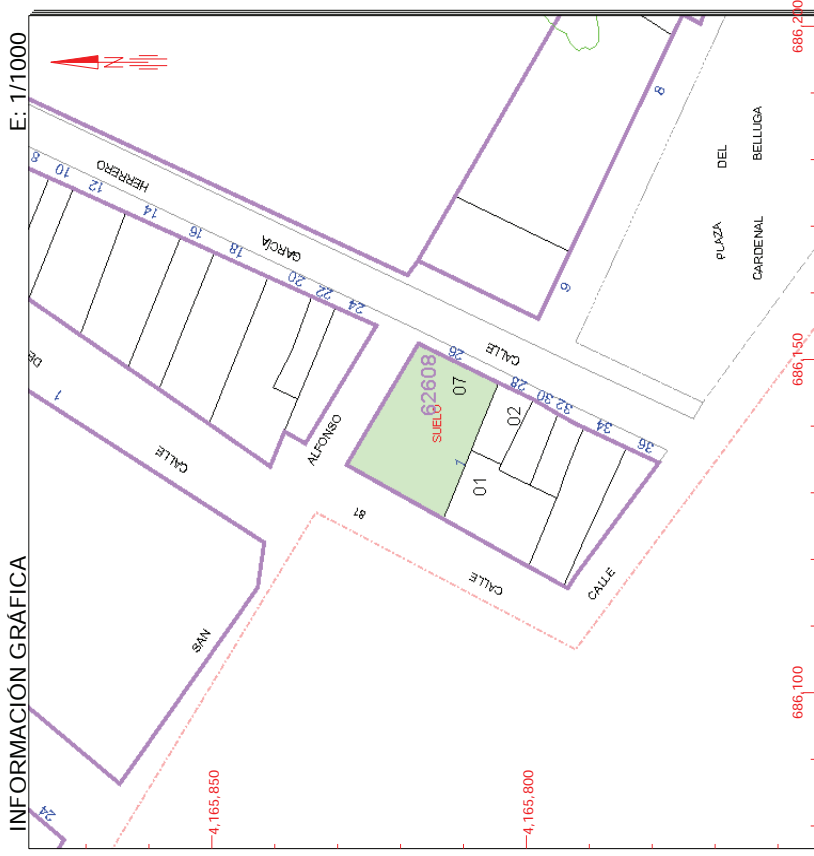 INFORMACIÓN GRÁFICA
E: 1/1000
N
8
10
12
14
16
18
20
22
24
HERRERO
GARCÍA
CALLE
26
28
30
32
34
36
DE
1
CALLE
SAN
24
ALFONSO
81
CALLE
CALLE
62608
SUELO
07
02
01
1
6
8
PLAZA DEL
CARDENAL BELLUGA
686,200
686,150
686,100
4,165,850
4,165,800